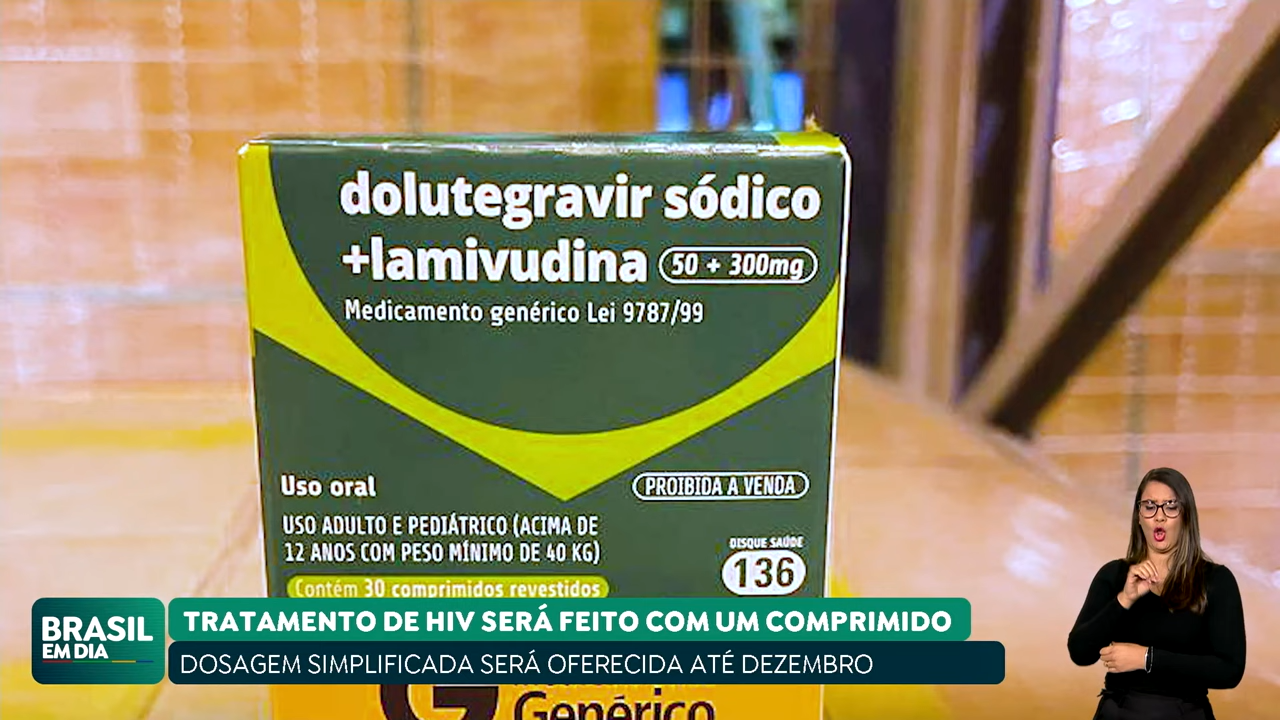 dolutegravir sódico
+lamivudina 50 + 300mg
Medicamento genérico Lei 9787/99
Uso oral
PROIBIDA A VENDA
USO ADULTO E PEDIÁTRICO (ACIMA DE
12 ANOS COM PESO MÍNIMO DE 40 KG)
DISQUE SAÚDE
136
Contém 30 comprimidos revestidos
BRASIL
EM DIA
TRATAMENTO DE HIV SERÁ FEITO COM UM COMPRIMIDO
DOSAGEM SIMPLIFICADA SERÁ OFERECIDA ATÉ DEZEMBRO
G
Genérico